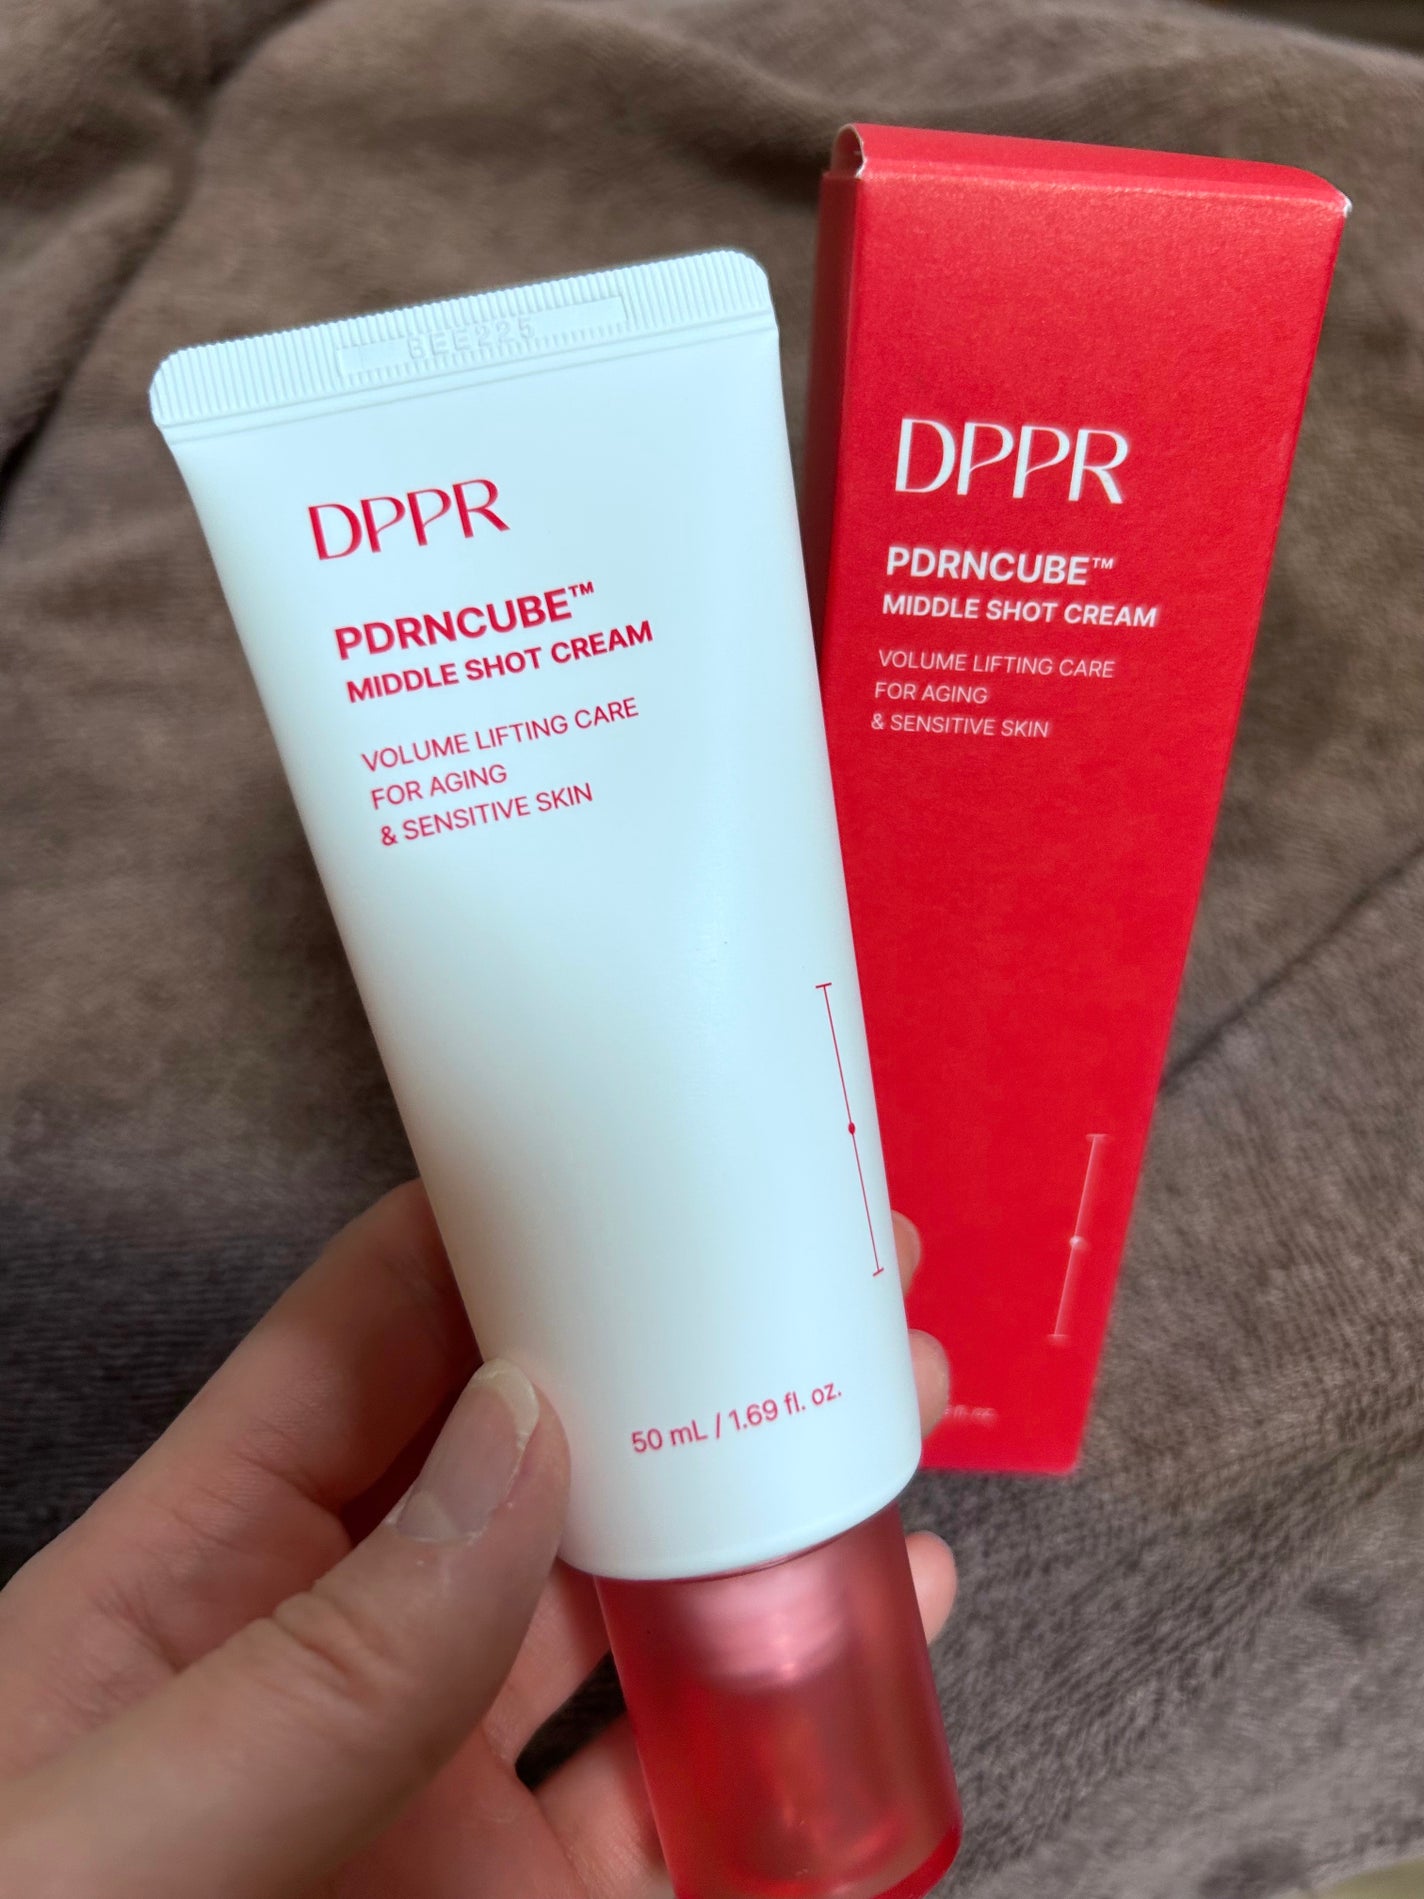 DPPR
PDRNCUBE™
MIDDLE SHOT CREAM
VOLUME LIFTING CARE
FOR AGING
& SENSITIVE SKIN
50 mL / 1.69 fl. oz.
DPPR
PDRNCUBE™
MIDDLE SHOT CREAM
VOLUME LIFTING CARE
FOR AGING
& SENSITIVE SKIN